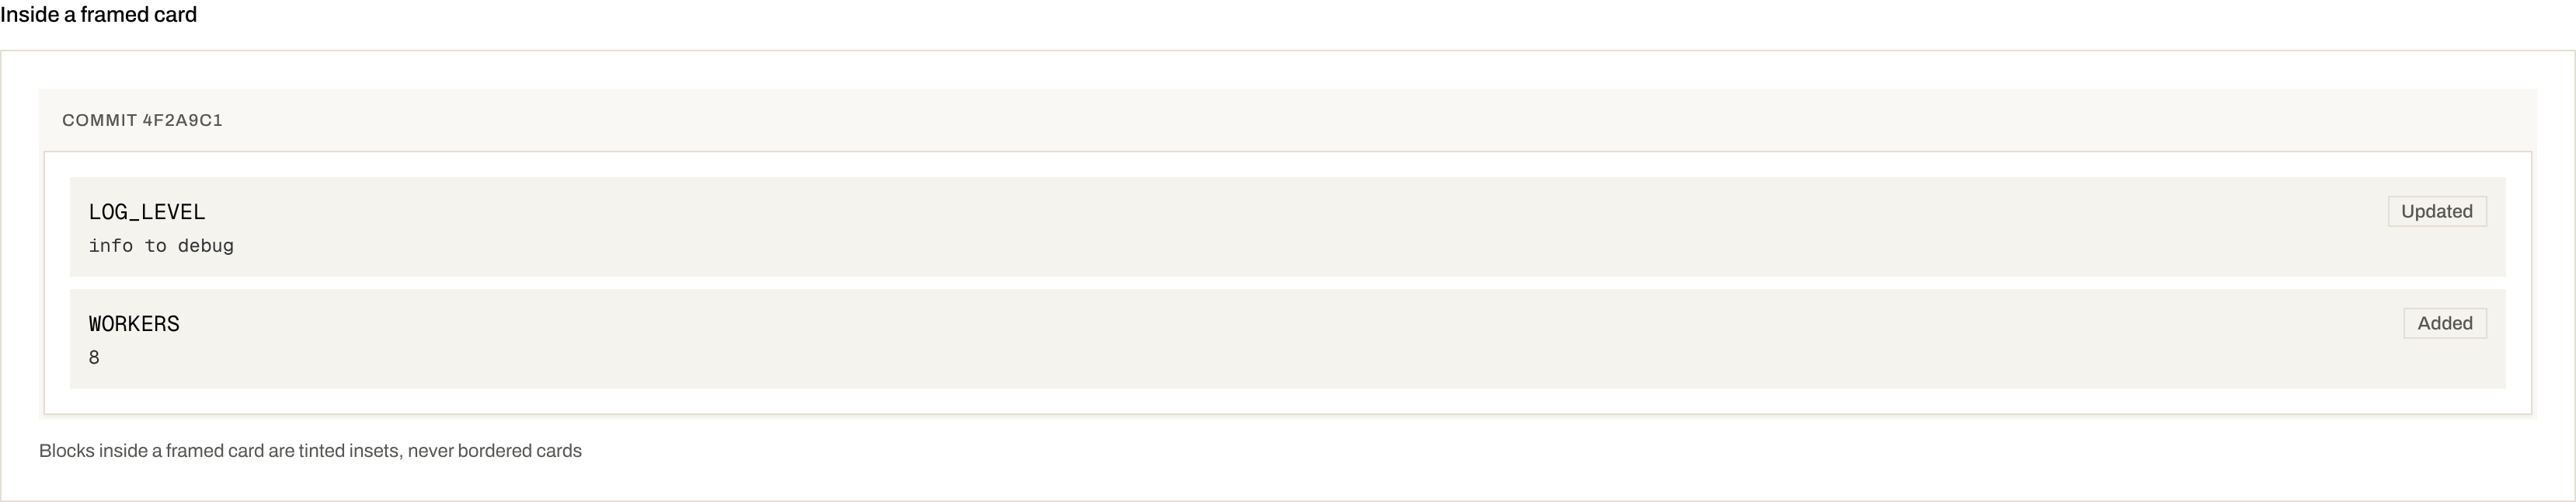 Inside a framed card
COMMIT 4F2A9C1
LOG_LEVEL
Updated
info to debug
WORKERS
Added
8
Blocks inside a framed card are tinted insets, never bordered cards